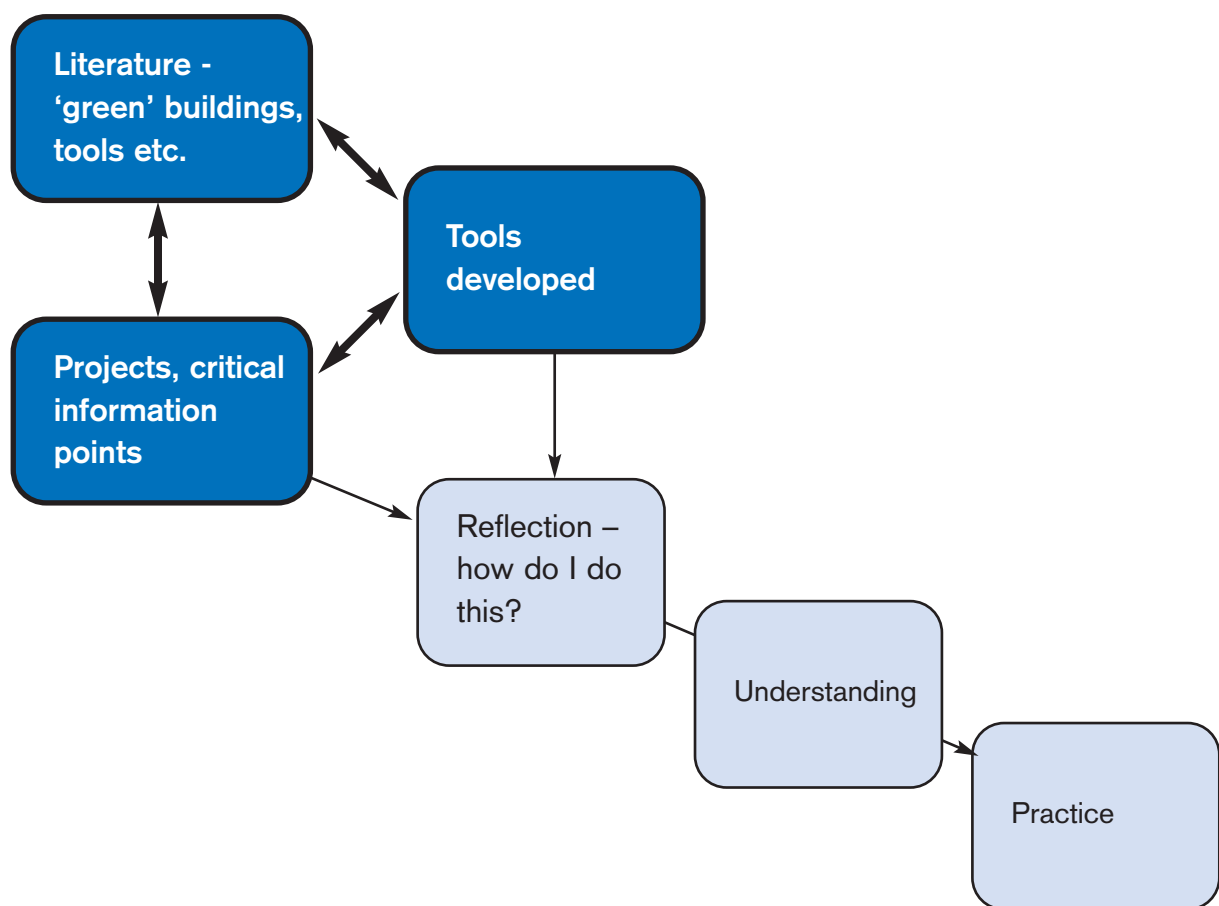 Literature -
‘green’ buildings,
tools etc.
Tools
developed
Projects, critical
information
points
Reflection –
how do I do
this?
Understanding
Practice